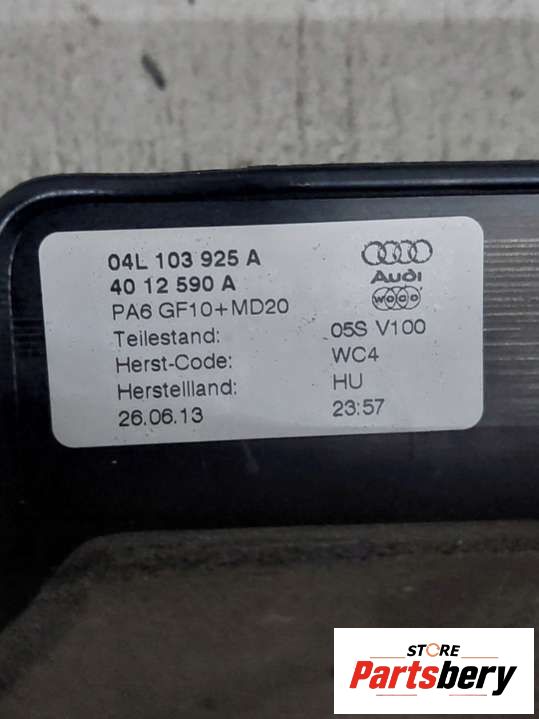 04L 103 925 A
40 12 590 A
Audi
WOCO
PA6 GF10+MD20
Teilestand: 05S V100
Herst-Code: WC4
Herstellland: HU
26.06.13 23:57
STORE
Partsbery